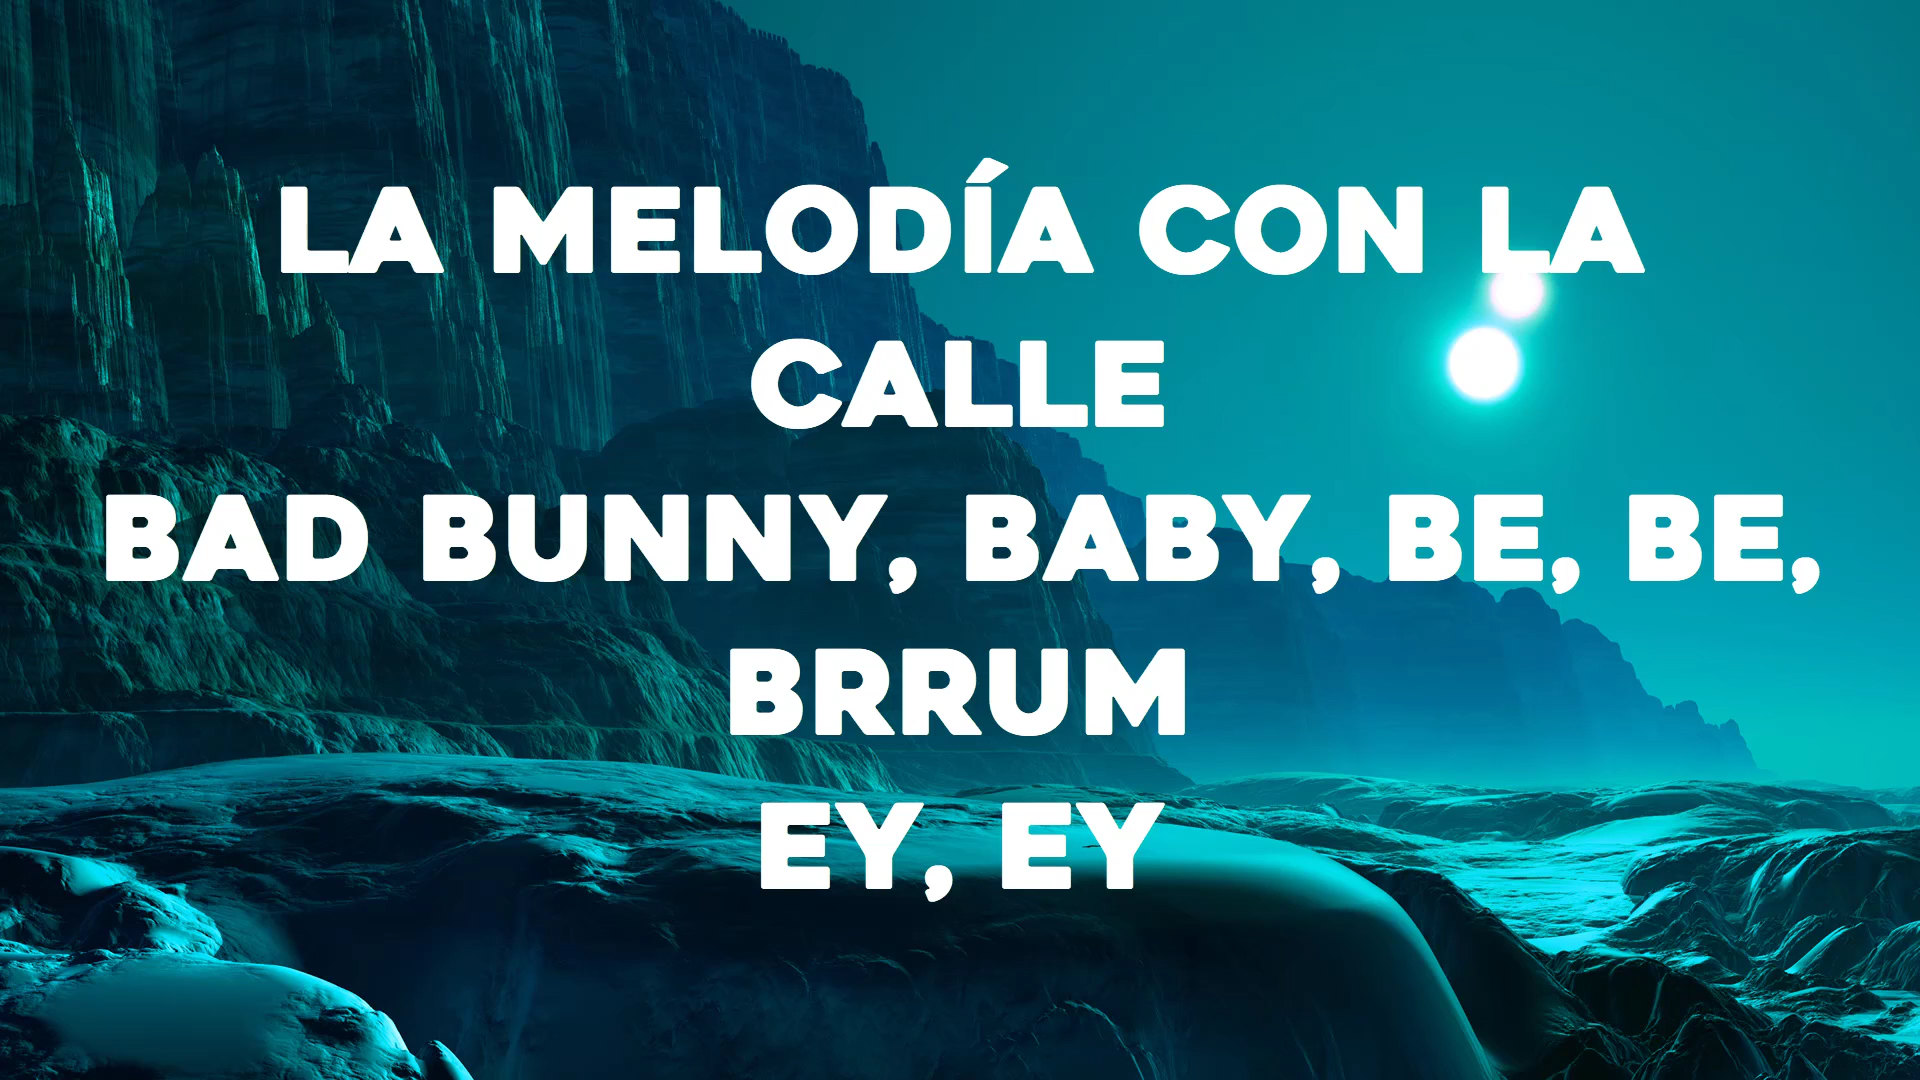 LA MELODÍA CON LA
CALLE
BAD BUNNY, BABY, BE, BE,
BRRUM
EY, EY